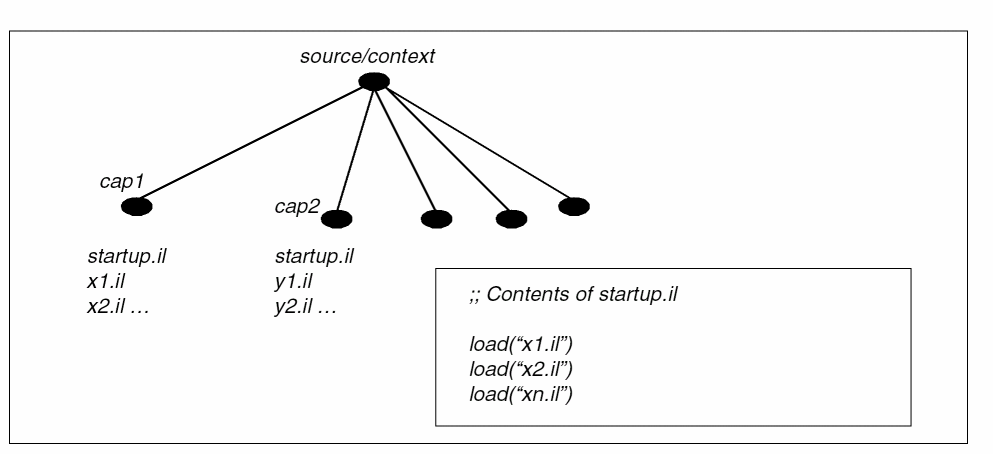 source/context
cap1
cap2
startup.il
x1.il
x2.il …
startup.il
y1.il
y2.il …
;; Contents of startup.il
load(“x1.il”)
load(“x2.il”)
load(“xn.il”)